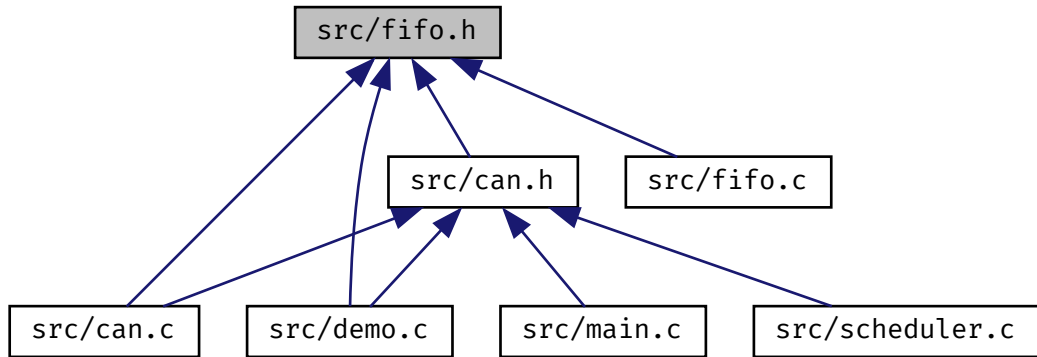 src/fifo.h
src/can.h
src/fifo.c
src/can.c
src/demo.c
src/main.c
src/scheduler.c